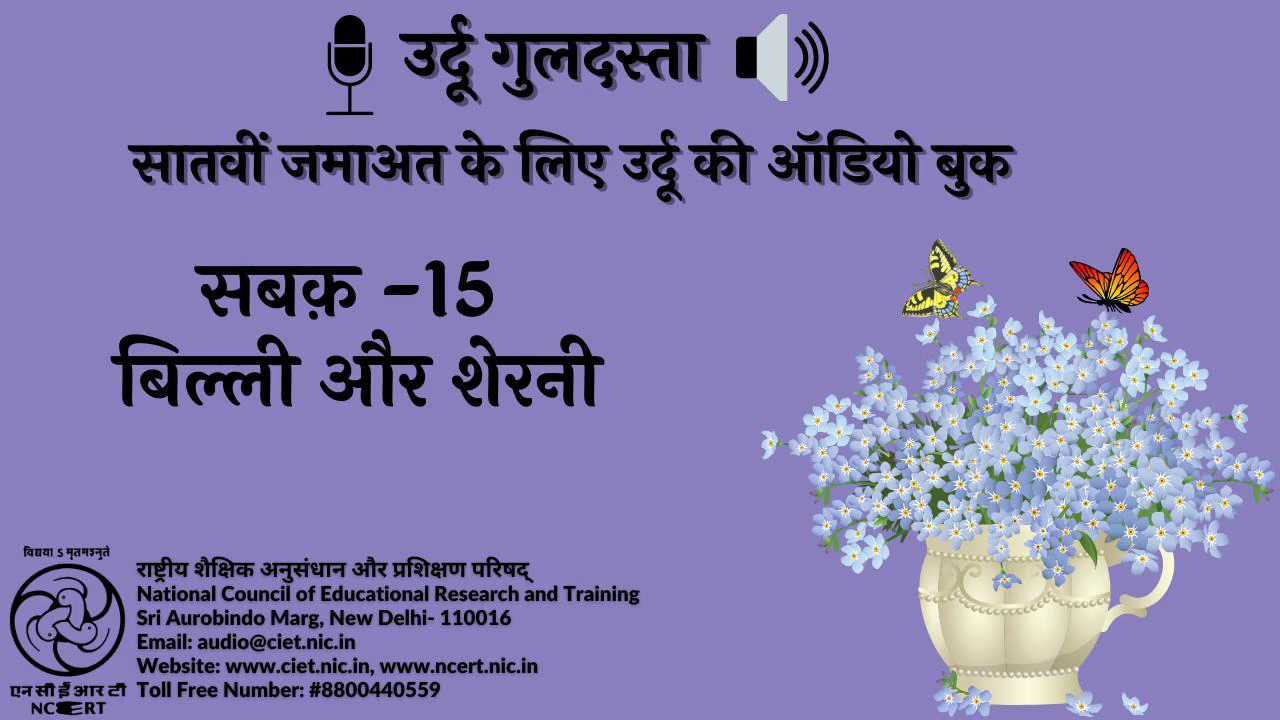 उर्दू गुलदस्ता
सातवीं जमाअत के लिए उर्दू की ऑडियो बुक
सबक़ -15
बिल्ली और शेरनी
विद्यया ऽ मृतमश्नुते
एन सी ई आर टी
NCERT
राष्ट्रीय शैक्षिक अनुसंधान और प्रशिक्षण परिषद्
National Council of Educational Research and Training
Sri Aurobindo Marg, New Delhi- 110016
Email: audio@ciet.nic.in
Website: www.ciet.nic.in, www.ncert.nic.in
Toll Free Number: #8800440559